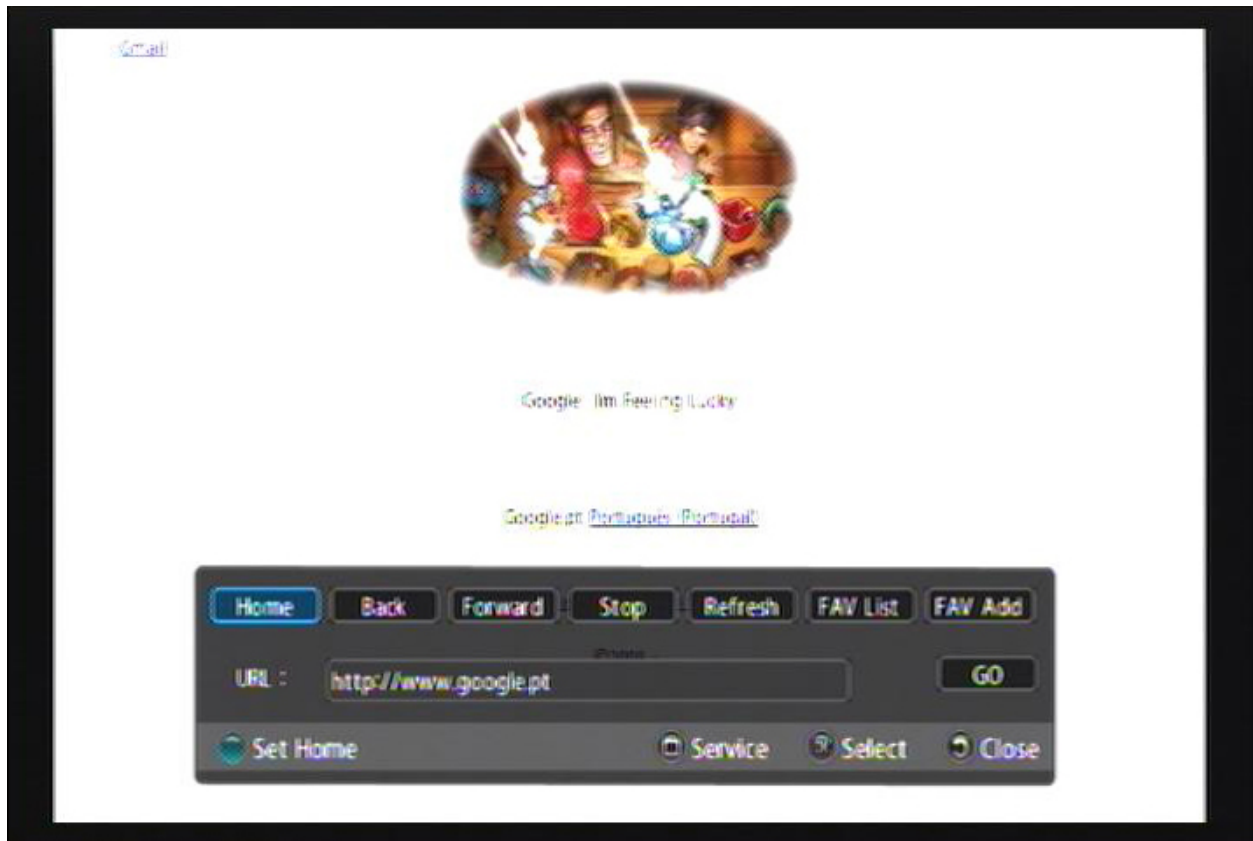 Gmail
Google I'm Feeling Lucky
Google.pt Português (Portugal)
Home Back Forward Stop Refresh FAV List FAV Add
URL : http://www.google.pt GO
Set Home Service Select Close